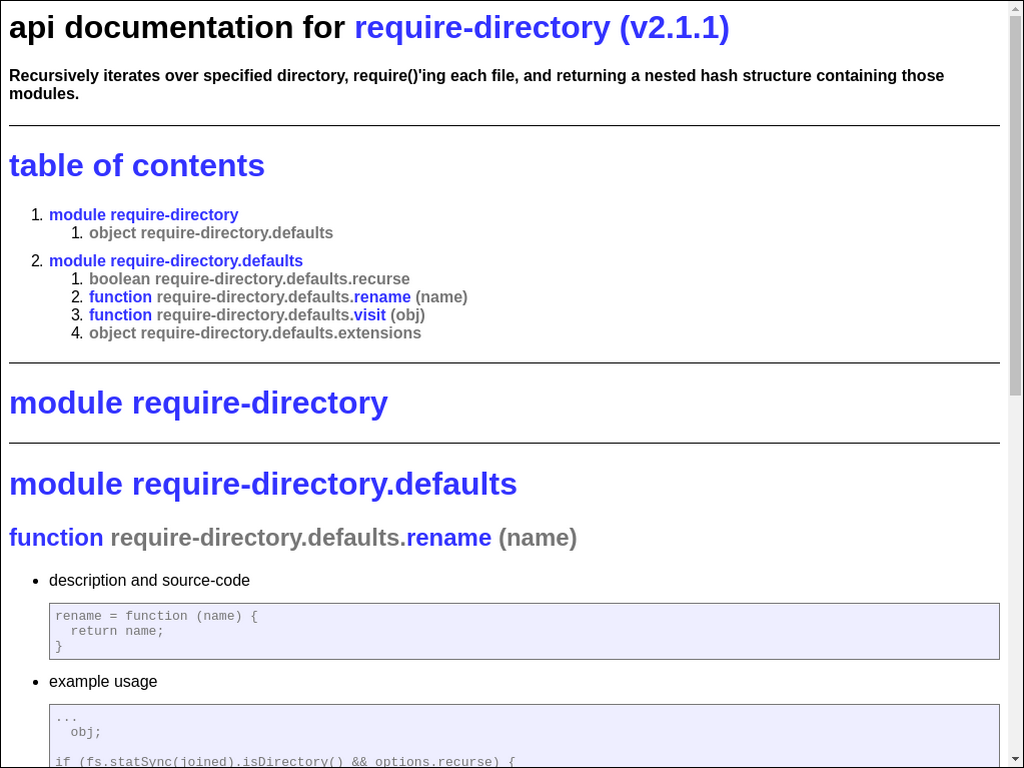 api documentation for require-directory (v2.1.1)
Recursively iterates over specified directory, require()'ing each file, and returning a nested hash structure containing those
modules.
table of contents
1. module require-directory
1. object require-directory.defaults
2. module require-directory.defaults
1. boolean require-directory.defaults.recurse
2. function require-directory.defaults.rename (name)
3. function require-directory.defaults.visit (obj)
4. object require-directory.defaults.extensions
module require-directory
module require-directory.defaults
function require-directory.defaults.rename (name)
• description and source-code
rename = function (name) {
  return name;
}
• example usage
...
  obj;
if (fs.statSync(joined).isDirectory() && options.recurse) {